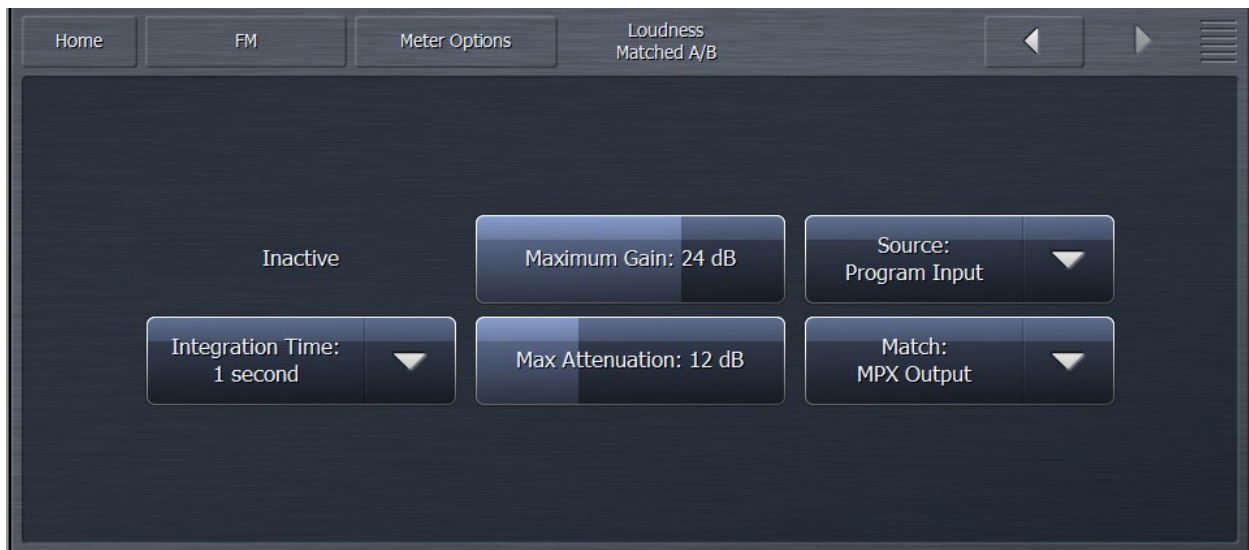 Home
FM
Meter Options
Loudness
Matched A/B
Inactive
Maximum Gain: 24 dB
Source:
Program Input
Integration Time:
1 second
Max Attenuation: 12 dB
Match:
MPX Output